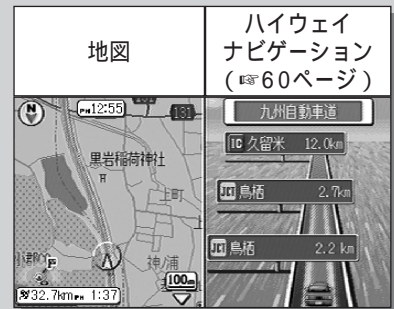 地図
ハイウェイ
ナビゲーション
(☞60ページ)
N
PM12:55
131
黒岩稲荷神社
上町
神ノ浦
P
100m
32.7km PM 1:37
九州自動車道
IC 久留米 12.0km
JCT 鳥栖 2.7km
JCT 鳥栖 2.2km